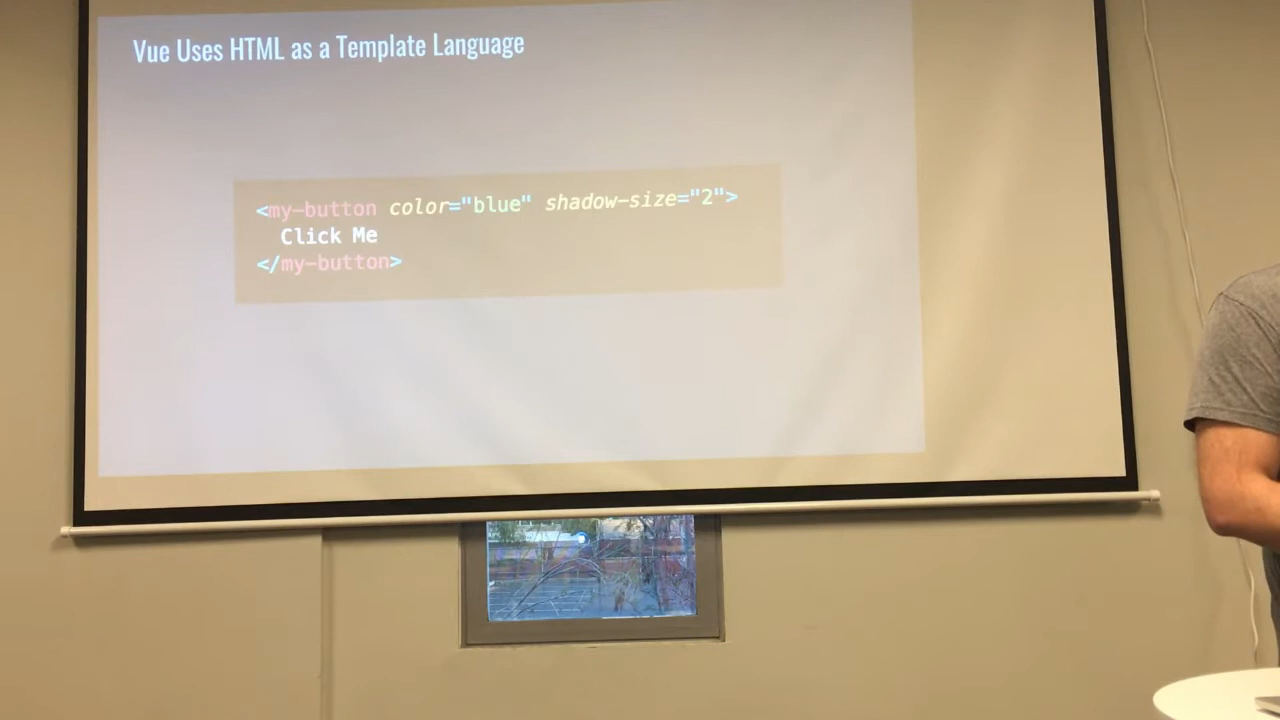 Vue Uses HTML as a Template Language
<my-button color="blue" shadow-size="2">
Click Me
</my-button>